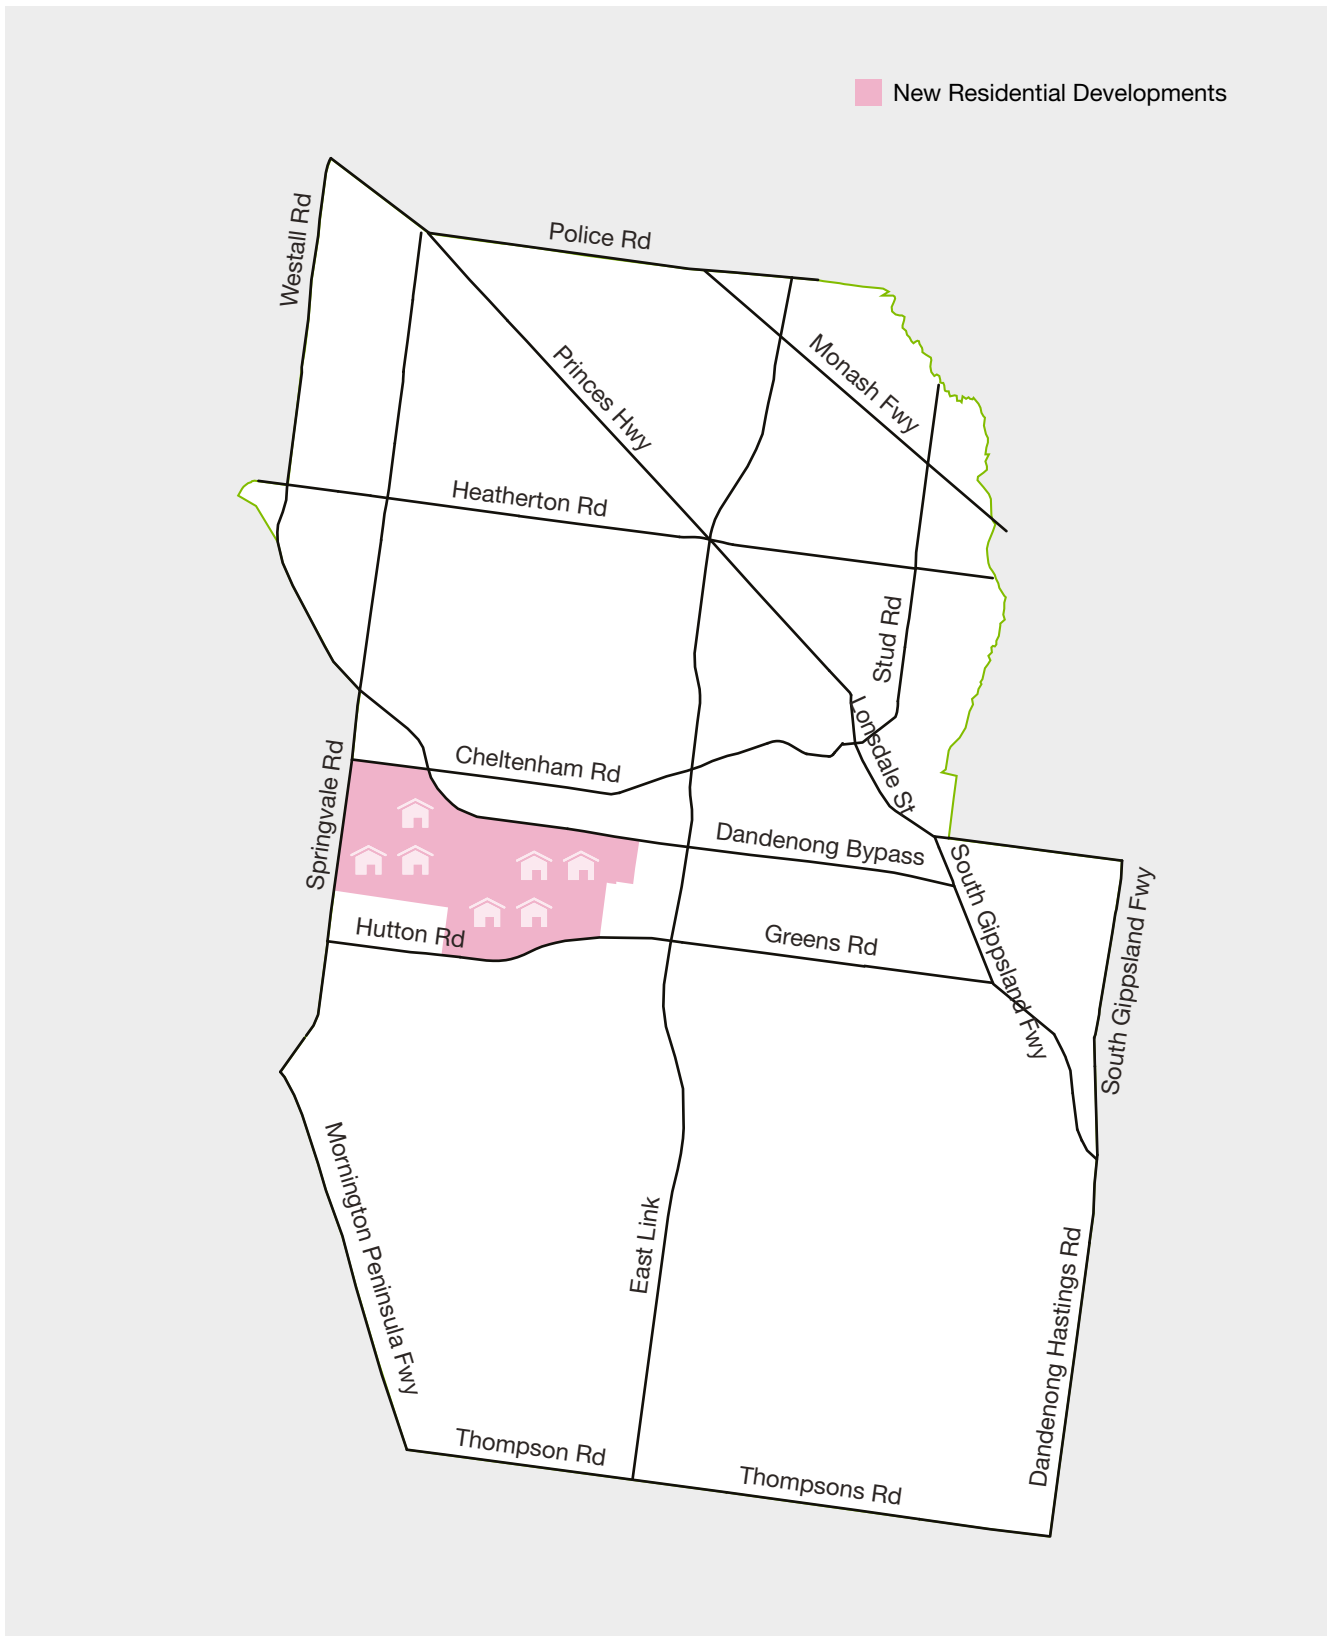 New Residential Developments
Westall Rd
Police Rd
Princes Hwy
Monash Fwy
Heatherton Rd
Stud Rd
Lonsdale St
Springvale Rd
Cheltenham Rd
Dandenong Bypass
South Gippsland Fwy
South Gippsland Fwy
Hutton Rd
Greens Rd
Mornington Peninsula Fwy
East Link
Dandenong Hastings Rd
Thompson Rd
Thompsons Rd